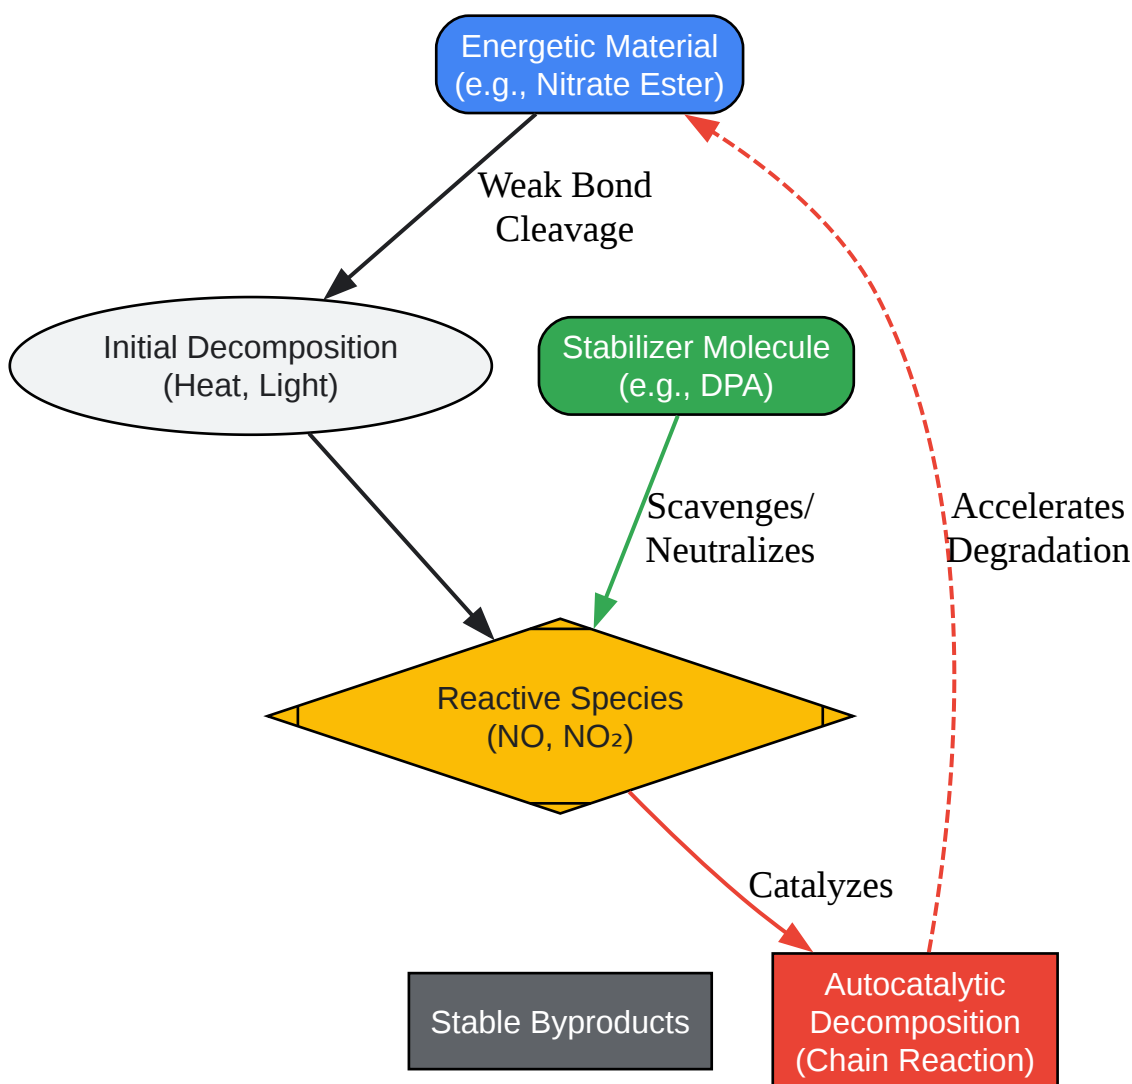 Energetic Material
(e.g., Nitrate Ester)
Weak Bond
Cleavage
Initial Decomposition
(Heat, Light)
Stabilizer Molecule
(e.g., DPA)
Scavenges/
Neutralizes
Accelerates
Degradation
Reactive Species
(NO, NO₂)
Catalyzes
Stable Byproducts
Autocatalytic
Decomposition
(Chain Reaction)